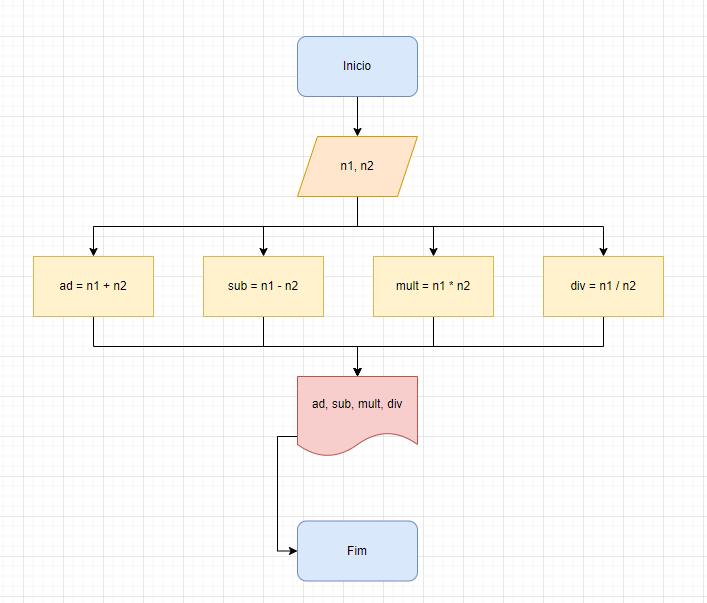 Inicio
n1, n2
ad = n1 + n2
sub = n1 - n2
mult = n1 * n2
div = n1 / n2
ad, sub, mult, div
Fim